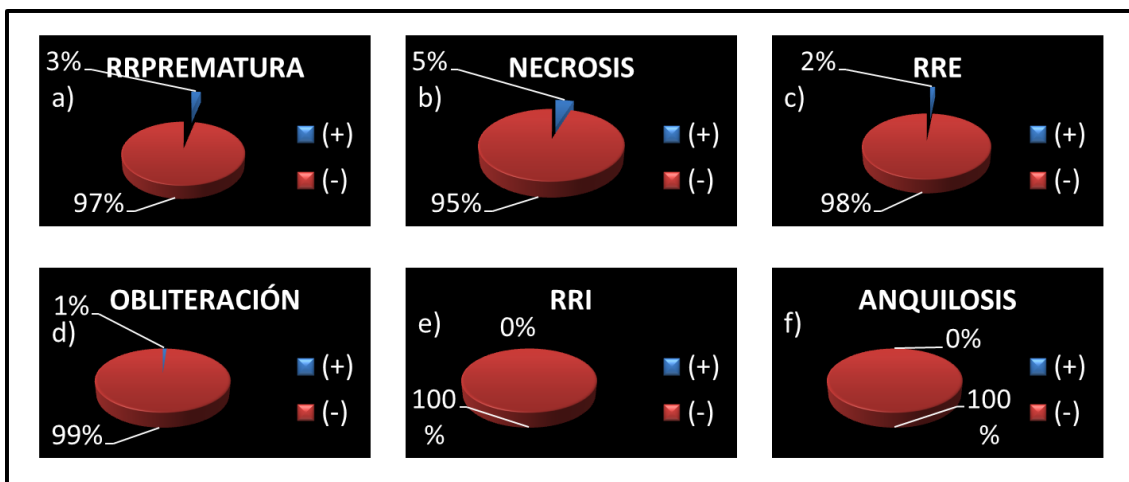 3%
RRPREMATURA
a)
(+)
(-)
97%
5%
NECROSIS
b)
(+)
(-)
95%
2%
RRE
c)
(+)
(-)
98%
OBLITERACIÓN
1%
d)
(+)
(-)
99%
RRI
e)
0%
(+)
(-)
100
%
ANQUILOSIS
f)
0%
(+)
(-)
100
%